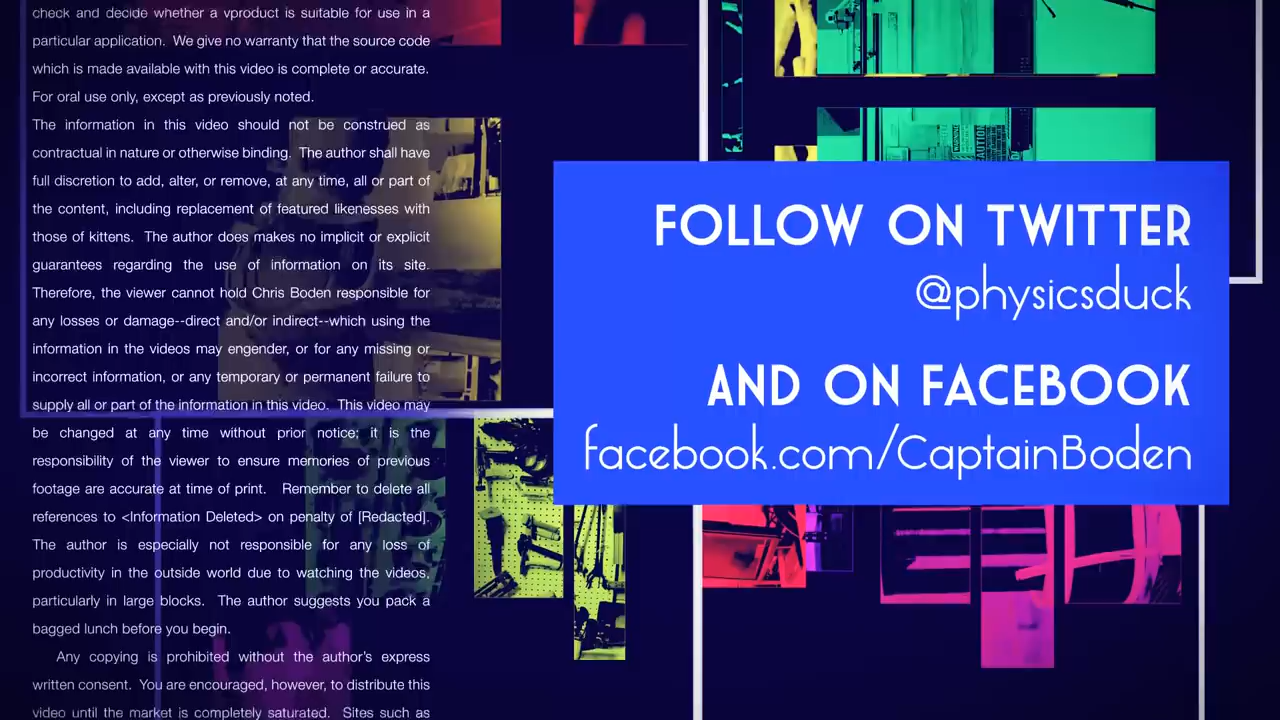 check and decide whether a vproduct is suitable for use in a
particular application. We give no warranty that the source code
which is made available with this video is complete or accurate.
For oral use only, except as previously noted.
The information in this video should not be construed as
contractual in nature or otherwise binding. The author shall have
full discretion to add, alter, or remove, at any time, all or part of
the content, including replacement of featured likenesses with
those of kittens. The author does makes no implicit or explicit
guarantees regarding the use of information on its site.
Therefore, the viewer cannot hold Chris Boden responsible for
any losses or damage--direct and/or indirect--which using the
information in the videos may engender, or for any missing or
incorrect information, or any temporary or permanent failure to
supply all or part of the information in this video. This video may
be changed at any time without prior notice; it is the
responsibility of the viewer to ensure memories of previous
footage are accurate at time of print. Remember to delete all
references to <Information Deleted> on penalty of [Redacted].
The author is especially not responsible for any loss of
productivity in the outside world due to watching the videos,
particularly in large blocks. The author suggests you pack a
bagged lunch before you begin.
Any copying is prohibited without the author's express
written consent. You are encouraged, however, to distribute this
video until the market is completely saturated. Sites such as
FOLLOW ON TWITTER
@physicsduck
AND ON FACEBOOK
facebook.com/CaptainBoden
CAUTION